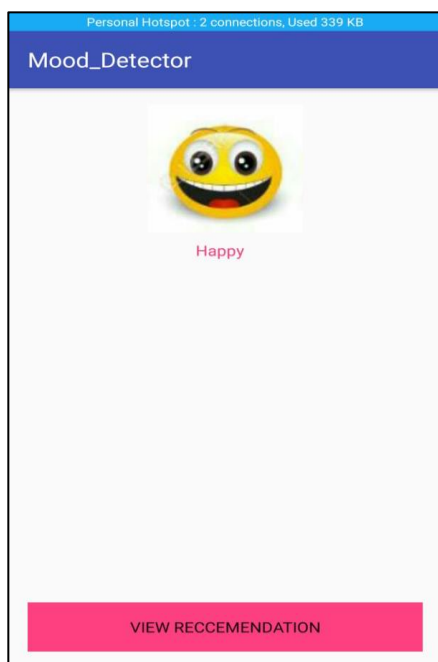 Personal Hotspot : 2 connections, Used 339 KB
Mood_Detector
Happy
VIEW RECCEMENDATION